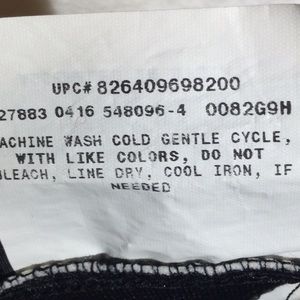 UPC# 826409698200
27883 0416 548096-4 0082G9H
ACHINE WASH COLD GENTLE CYCLE,
WITH LIKE COLORS, DO NOT
BLEACH, LINE DRY, COOL IRON, IF
NEEDED